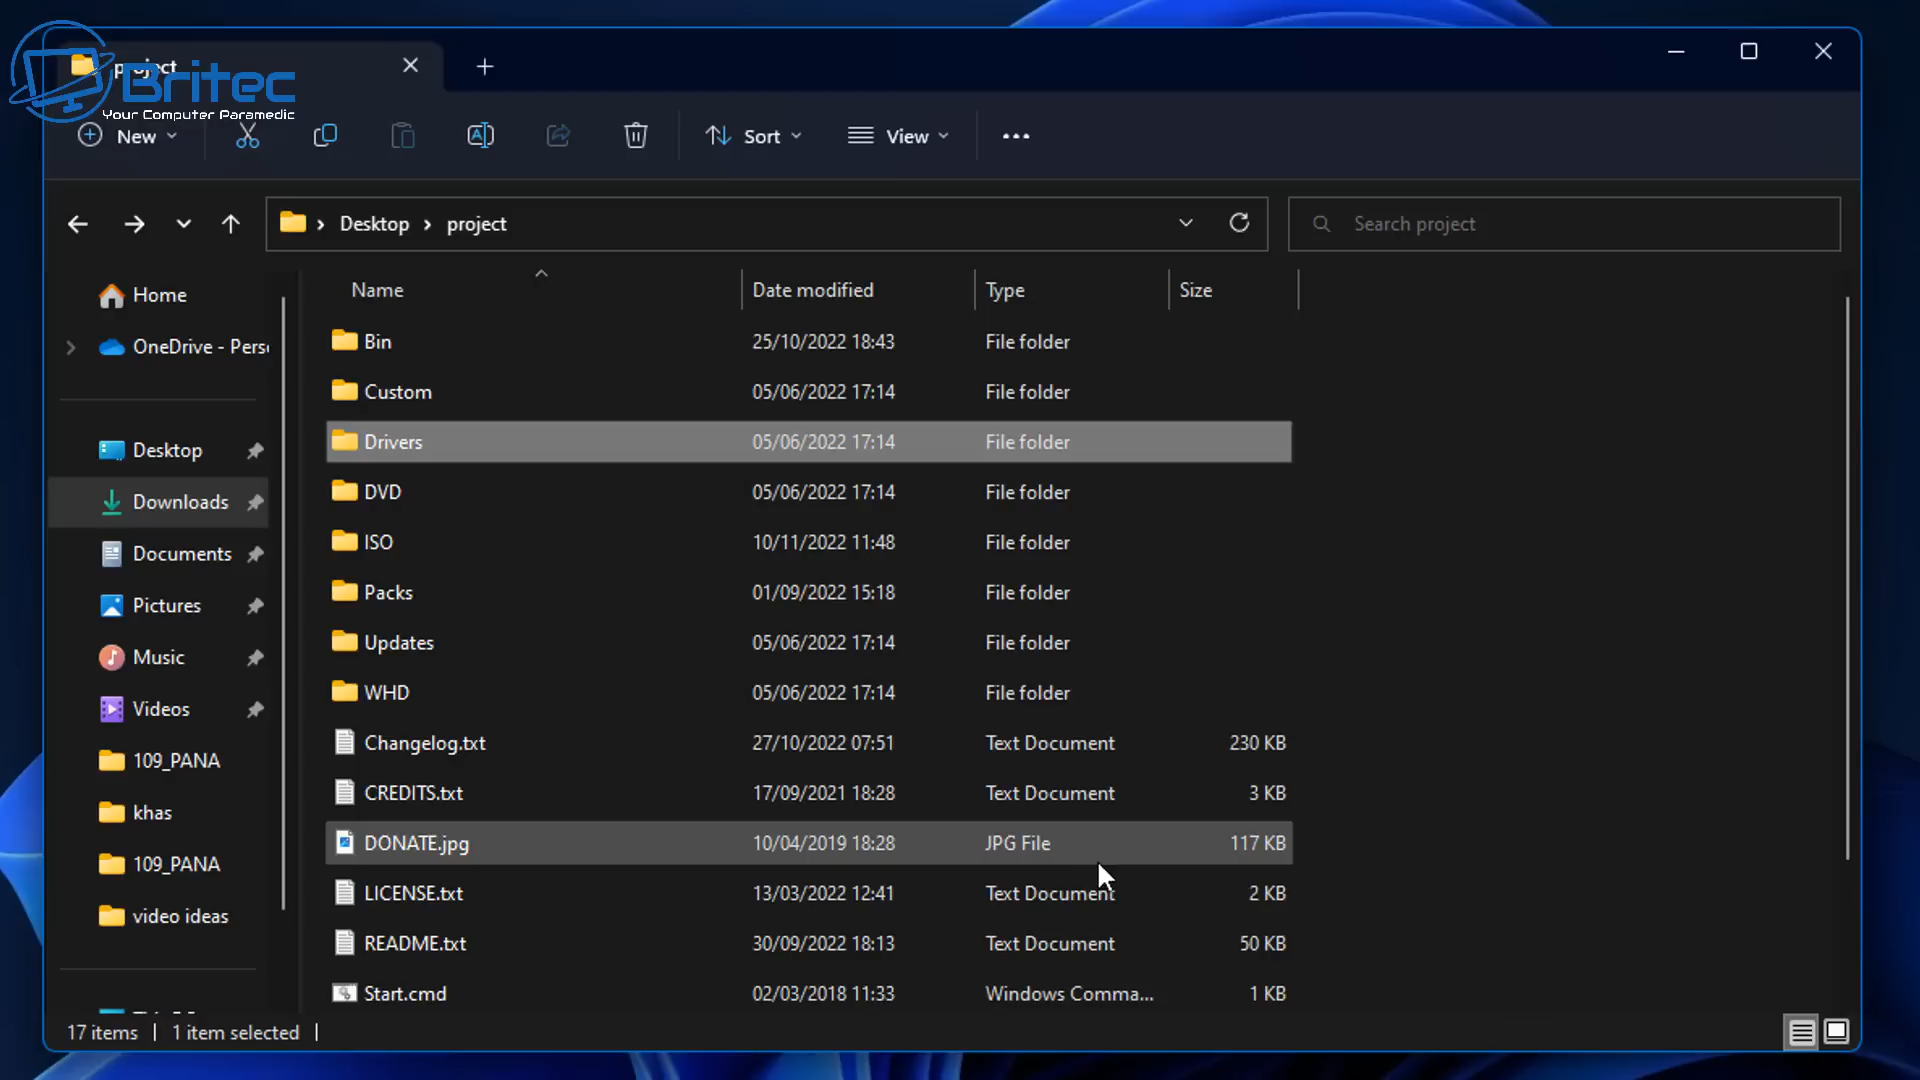 project
Britec
Your Computer Paramedic
New
Sort
View
Desktop
project
Search project
Home
OneDrive - Pers
Desktop
Downloads
Documents
Pictures
Music
Videos
109_PANA
khas
109_PANA
video ideas
Name Date modified Type Size
Bin 25/10/2022 18:43 File folder
Custom 05/06/2022 17:14 File folder
Drivers 05/06/2022 17:14 File folder
DVD 05/06/2022 17:14 File folder
ISO 10/11/2022 11:48 File folder
Packs 01/09/2022 15:18 File folder
Updates 05/06/2022 17:14 File folder
WHD 05/06/2022 17:14 File folder
Changelog.txt 27/10/2022 07:51 Text Document 230 KB
CREDITS.txt 17/09/2021 18:28 Text Document 3 KB
DONATE.jpg 10/04/2019 18:28 JPG File 117 KB
LICENSE.txt 13/03/2022 12:41 Text Document 2 KB
README.txt 30/09/2022 18:13 Text Document 50 KB
Start.cmd 02/03/2018 11:33 Windows Comma... 1 KB
17 items 1 item selected